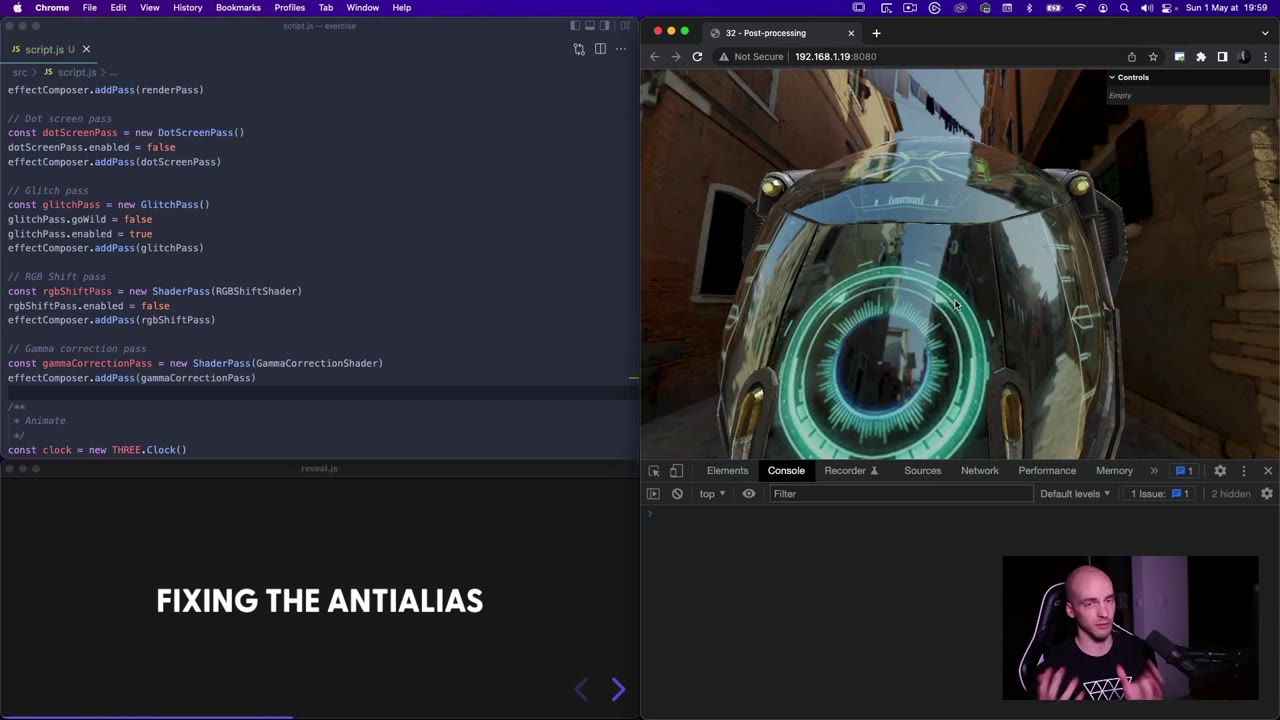 Chrome File Edit View History Bookmarks Profiles Tab Window Help
Sun 1 May at 19:59
script.js — exercise
JS script.js U
src > JS script.js > ...
effectComposer.addPass(renderPass)
// Dot screen pass
const dotScreenPass = new DotScreenPass()
dotScreenPass.enabled = false
effectComposer.addPass(dotScreenPass)
// Glitch pass
const glitchPass = new GlitchPass()
glitchPass.goWild = false
glitchPass.enabled = true
effectComposer.addPass(glitchPass)
// RGB Shift pass
const rgbShiftPass = new ShaderPass(RGBShiftShader)
rgbShiftPass.enabled = false
effectComposer.addPass(rgbShiftPass)
// Gamma correction pass
const gammaCorrectionPass = new ShaderPass(GammaCorrectionShader)
effectComposer.addPass(gammaCorrectionPass)
/**
* Animate
*/
const clock = new THREE.Clock()
reveal.js
FIXING THE ANTIALIAS
32 - Post-processing
Not Secure 192.168.1.19:8080
Controls
Empty
Elements Console Recorder Sources Network Performance Memory » 1
top Filter Default levels 1 Issue: 1 2 hidden